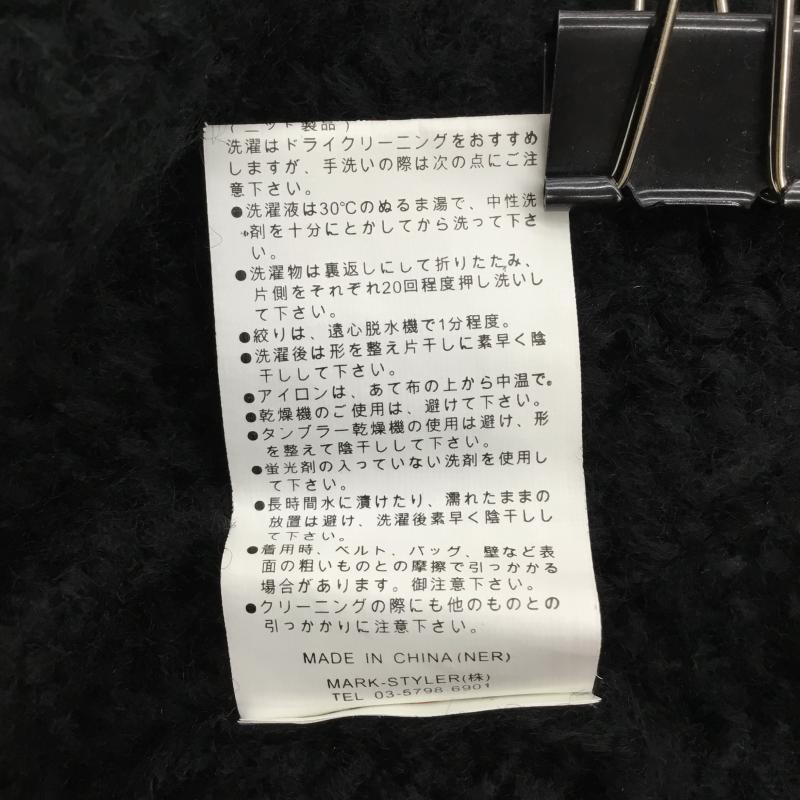 (ニット製品)
洗濯はドライクリーニングをおすすめ
しますが、手洗いの際は次の点にご注
意下さい。
●洗濯液は30℃のぬるま湯で、中性洗
剤を十分にとかしてから洗って下さ
い。
●洗濯物は裏返しにして折りたたみ、
片側をそれぞれ20回程度押し洗いし
て下さい。
●絞りは、遠心脱水機で1分程度。
●洗濯後は形を整え片干しに素早く陰
干しして下さい。
●アイロンは、あて布の上から中温で。
●乾燥機のご使用は、避けて下さい。
●タンブラー乾燥機の使用は避け、形
を整えて陰干しして下さい。
●蛍光剤の入っていない洗剤を使用し
て下さい。
●長時間水に漬けたり、濡れたままの
放置は避け、洗濯後素早く陰干しし
て下さい。
●着用時、ベルト、バッグ、壁など表
面の粗いものとの摩擦で引っかかる
場合があります。御注意下さい。
●クリーニングの際にも他のものとの
引っかかりに注意下さい。
MADE IN CHINA(NER)
MARK-STYLER(株)
TEL 03-5798 6901